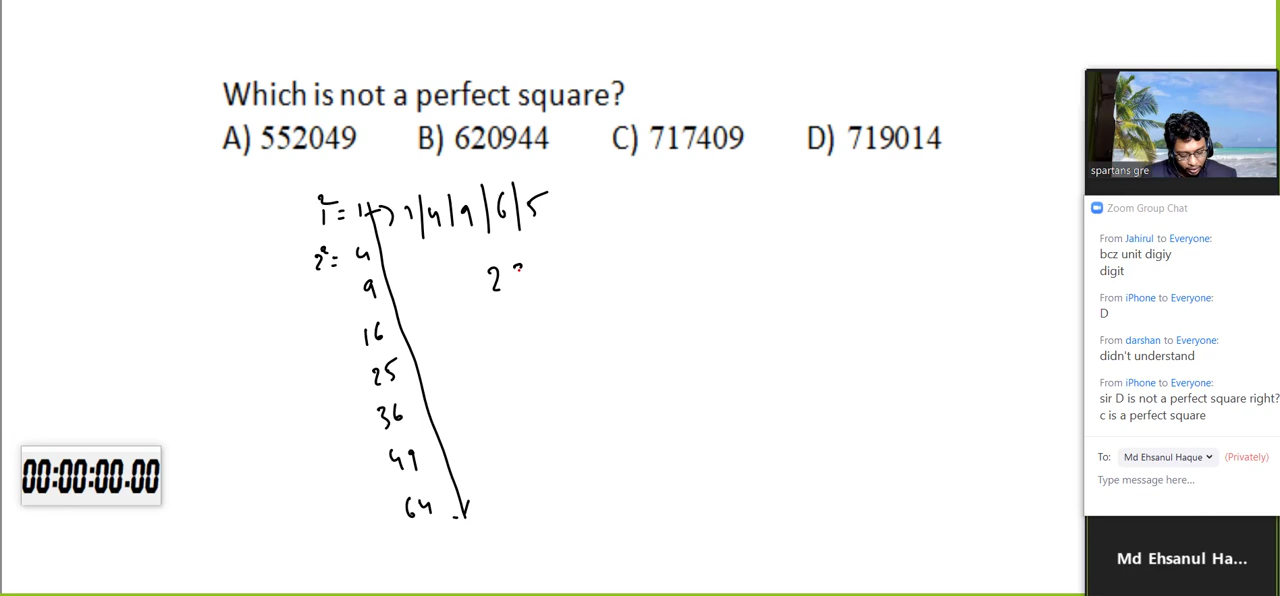 Which is not a perfect square?
A) 552049 B) 620944 C) 717409 D) 719014
1² = 1 → 1 | 4 | 9 | 6 | 5
2² = 4
9
2
16
25
36
49
64
00:00:00.00
spartans gre
Zoom Group Chat
From Jahirul to Everyone:
bcz unit digiy
digit
From iPhone to Everyone:
D
From darshan to Everyone:
didn't understand
From iPhone to Everyone:
sir D is not a perfect square right?
c is a perfect square
To: Md Ehsanul Haque (Privately)
Type message here...
Md Ehsanul Ha...